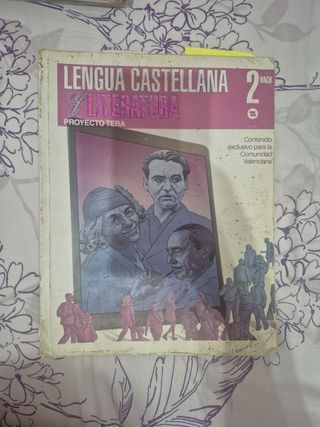 LENGUA CASTELLANA
y LITERATURA
PROYECTO TERA
2 BACH
Contenido
exclusivo para la
Comunidad
Valenciana